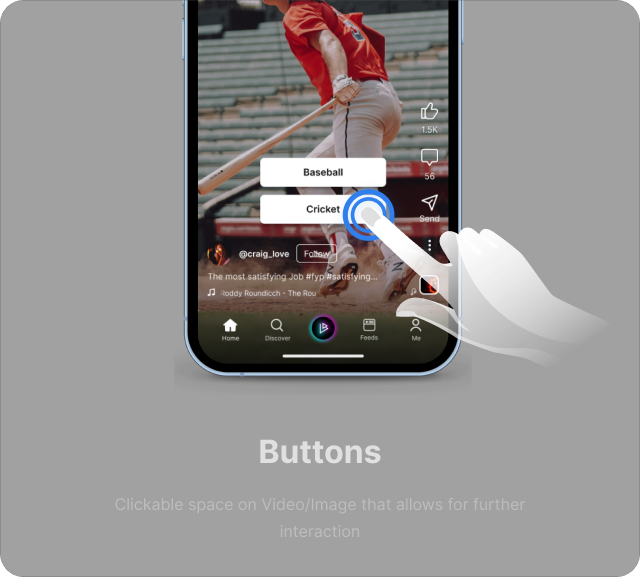 1.5K
Baseball
56
Cricket
Send
@craig_love Follow
The most satisfying Job #fyp #satisfying...
Roddy Roundicch - The Rou
Home Discover Feeds Me
Buttons
Clickable space on Video/Image that allows for further
interaction